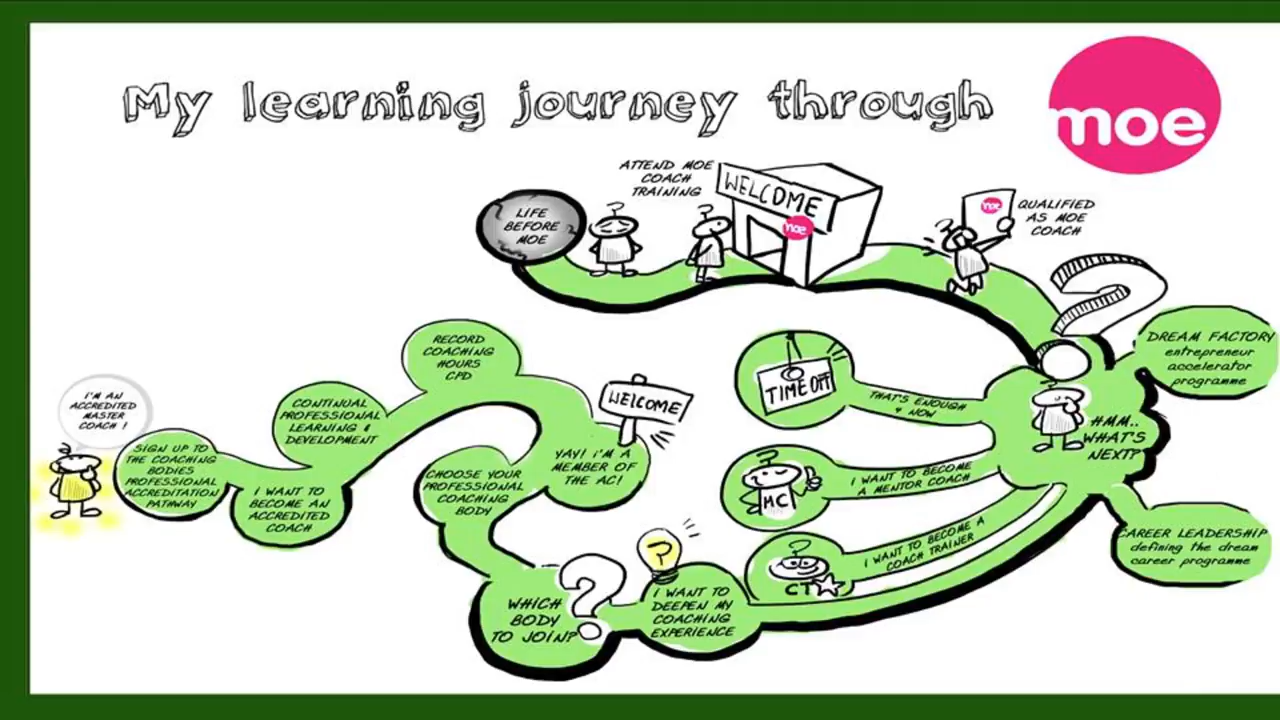 My learning journey through
moe
LIFE
BEFORE
MOE
ATTEND MOE
COACH
TRAINING
WELCOME
moe
moe
QUALIFIED
AS MOE
COACH
?
#MM..
WHAT'S
NEXT?
DREAM FACTORY
entrepreneur
accelerator
programme
CAREER LEADERSHIP
defining the dream
career programme
TIME OFF
THAT'S ENOUGH
4 NOW
MC
I WANT TO BECOME
A MENTOR COACH
CT
I WANT TO BECOME A
COACH TRAINER
?
I WANT TO
DEEPEN MY
COACHING
EXPERIENCE
?
WHICH
BODY
TO JOIN?
CHOOSE YOUR
PROFESSIONAL
COACHING
BODY
WELCOME
YAY! I'M A
MEMBER OF
THE AC!
RECORD
COACHING
HOURS
CPD
CONTINUAL
PROFESSIONAL
LEARNING &
DEVELOPMENT
I WANT TO
BECOME AN
ACCREDITED
COACH
SIGN UP TO
THE COACHING
BODIES
PROFESSIONAL
ACCREDITATION
PATHWAY
I'M AN
ACCREDITED
MASTER
COACH !